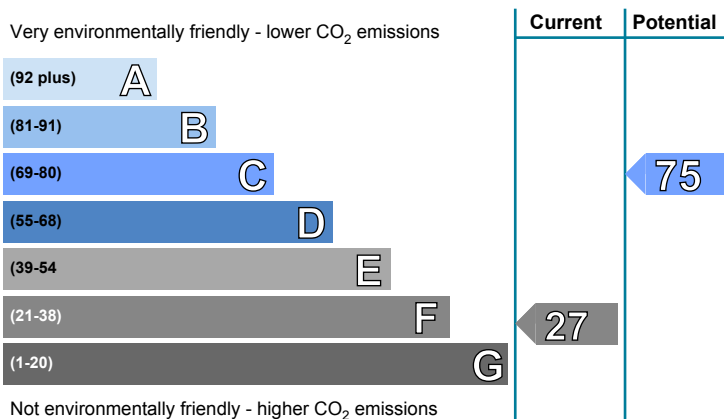 Current Potential
Very environmentally friendly - lower CO₂ emissions
(92 plus) A
(81-91) B
(69-80) C 75
(55-68) D
(39-54 E
(21-38) F 27
(1-20) G
Not environmentally friendly - higher CO₂ emissions